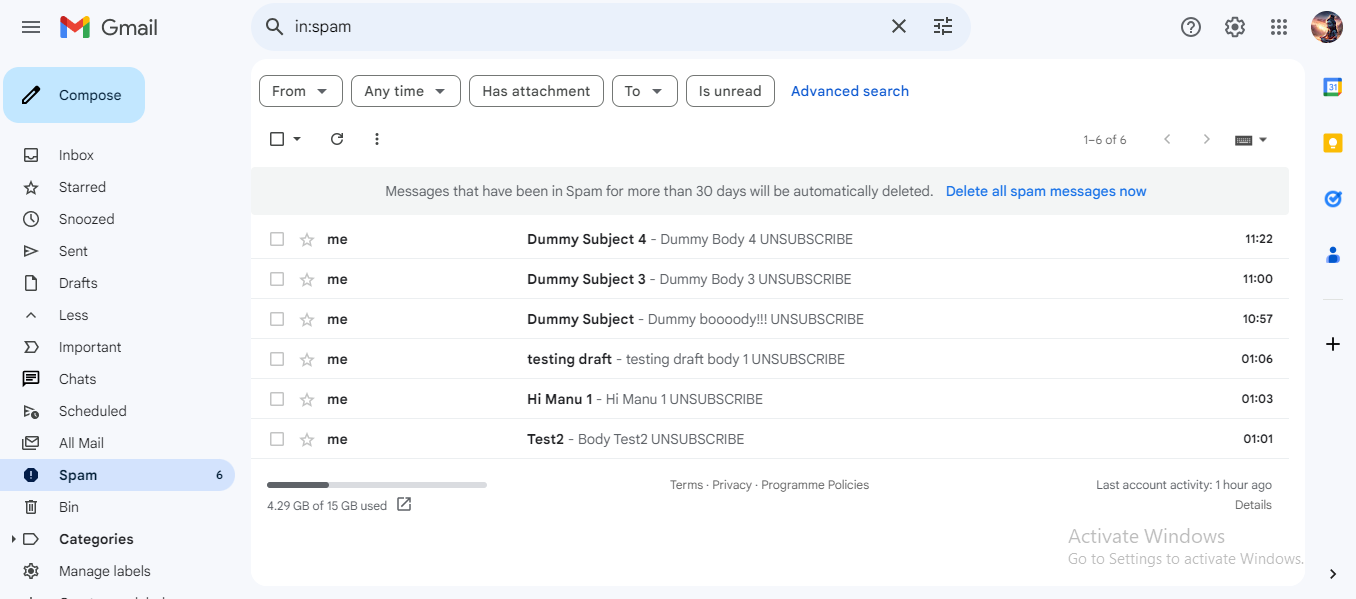 Gmail
in:spam
Compose
Inbox
Starred
Snoozed
Sent
Drafts
Less
Important
Chats
Scheduled
All Mail
Spam 6
Bin
Categories
Manage labels
From Any time Has attachment To Is unread Advanced search
1–6 of 6
Messages that have been in Spam for more than 30 days will be automatically deleted. Delete all spam messages now
me Dummy Subject 4 - Dummy Body 4 UNSUBSCRIBE 11:22
me Dummy Subject 3 - Dummy Body 3 UNSUBSCRIBE 11:00
me Dummy Subject - Dummy boooody!!! UNSUBSCRIBE 10:57
me testing draft - testing draft body 1 UNSUBSCRIBE 01:06
me Hi Manu 1 - Hi Manu 1 UNSUBSCRIBE 01:03
me Test2 - Body Test2 UNSUBSCRIBE 01:01
4.29 GB of 15 GB used
Terms · Privacy · Programme Policies
Last account activity: 1 hour ago
Details
Activate Windows
Go to Settings to activate Windows.
31